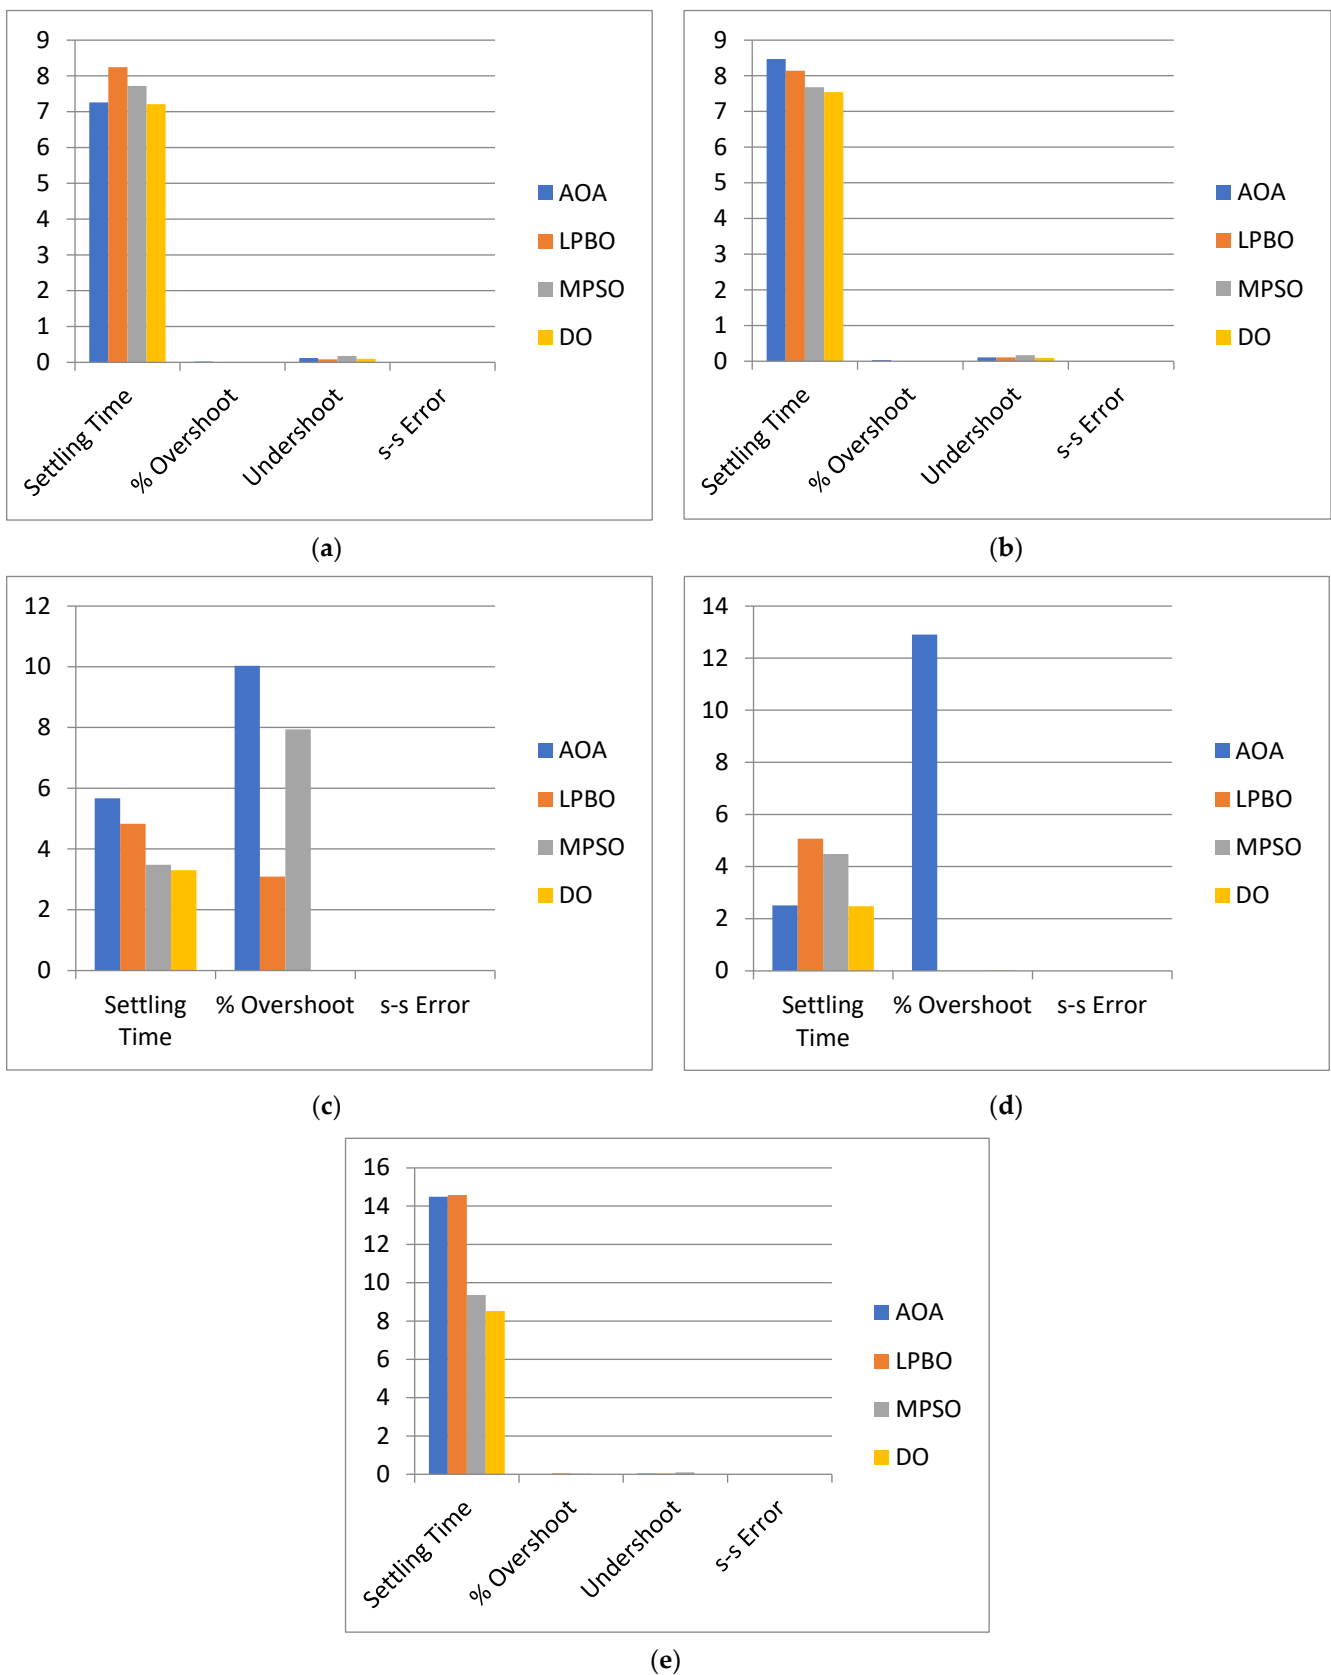 9
8
7
6
5
4
3
2
1
0
Settling Time
% Overshoot
Undershoot
s-s Error
AOA
LPBO
MPSO
DO
(a)
9
8
7
6
5
4
3
2
1
0
Settling Time
% Overshoot
Undershoot
s-s Error
AOA
LPBO
MPSO
DO
(b)
12
10
8
6
4
2
0
Settling
Time
% Overshoot
s-s Error
AOA
LPBO
MPSO
DO
(c)
14
12
10
8
6
4
2
0
Settling
Time
% Overshoot
s-s Error
AOA
LPBO
MPSO
DO
(d)
16
14
12
10
8
6
4
2
0
Settling Time
% Overshoot
Undershoot
s-s Error
AOA
LPBO
MPSO
DO
(e)